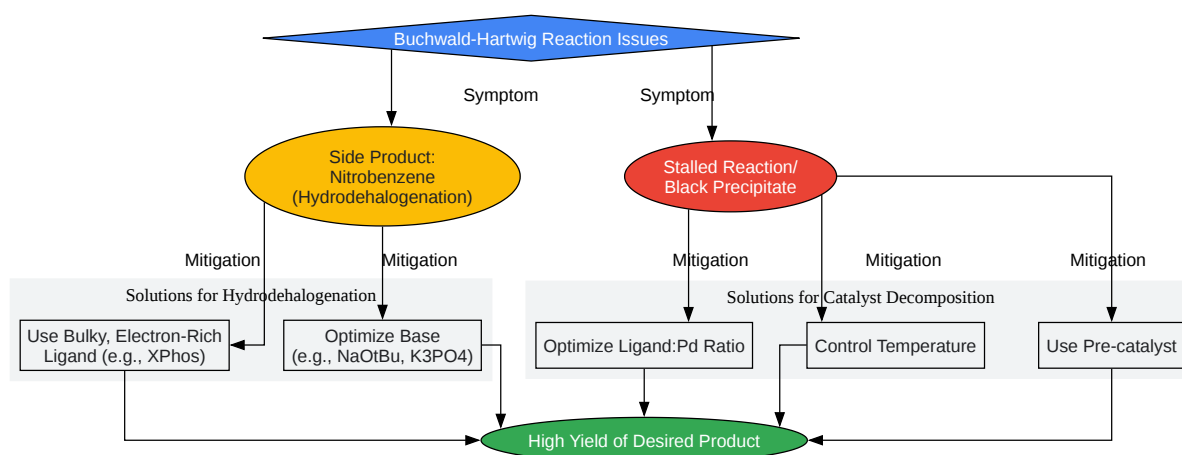 Buchwald-Hartwig Reaction Issues
Symptom
Symptom
Side Product:
Nitrobenzene
(Hydrodehalogenation)
Stalled Reaction/
Black Precipitate
Mitigation
Mitigation
Mitigation
Mitigation
Mitigation
Solutions for Hydrodehalogenation
Solutions for Catalyst Decomposition
Use Bulky, Electron-Rich
Ligand (e.g., XPhos)
Optimize Base
(e.g., NaOtBu, K3PO4)
Optimize Ligand:Pd Ratio
Control Temperature
Use Pre-catalyst
High Yield of Desired Product